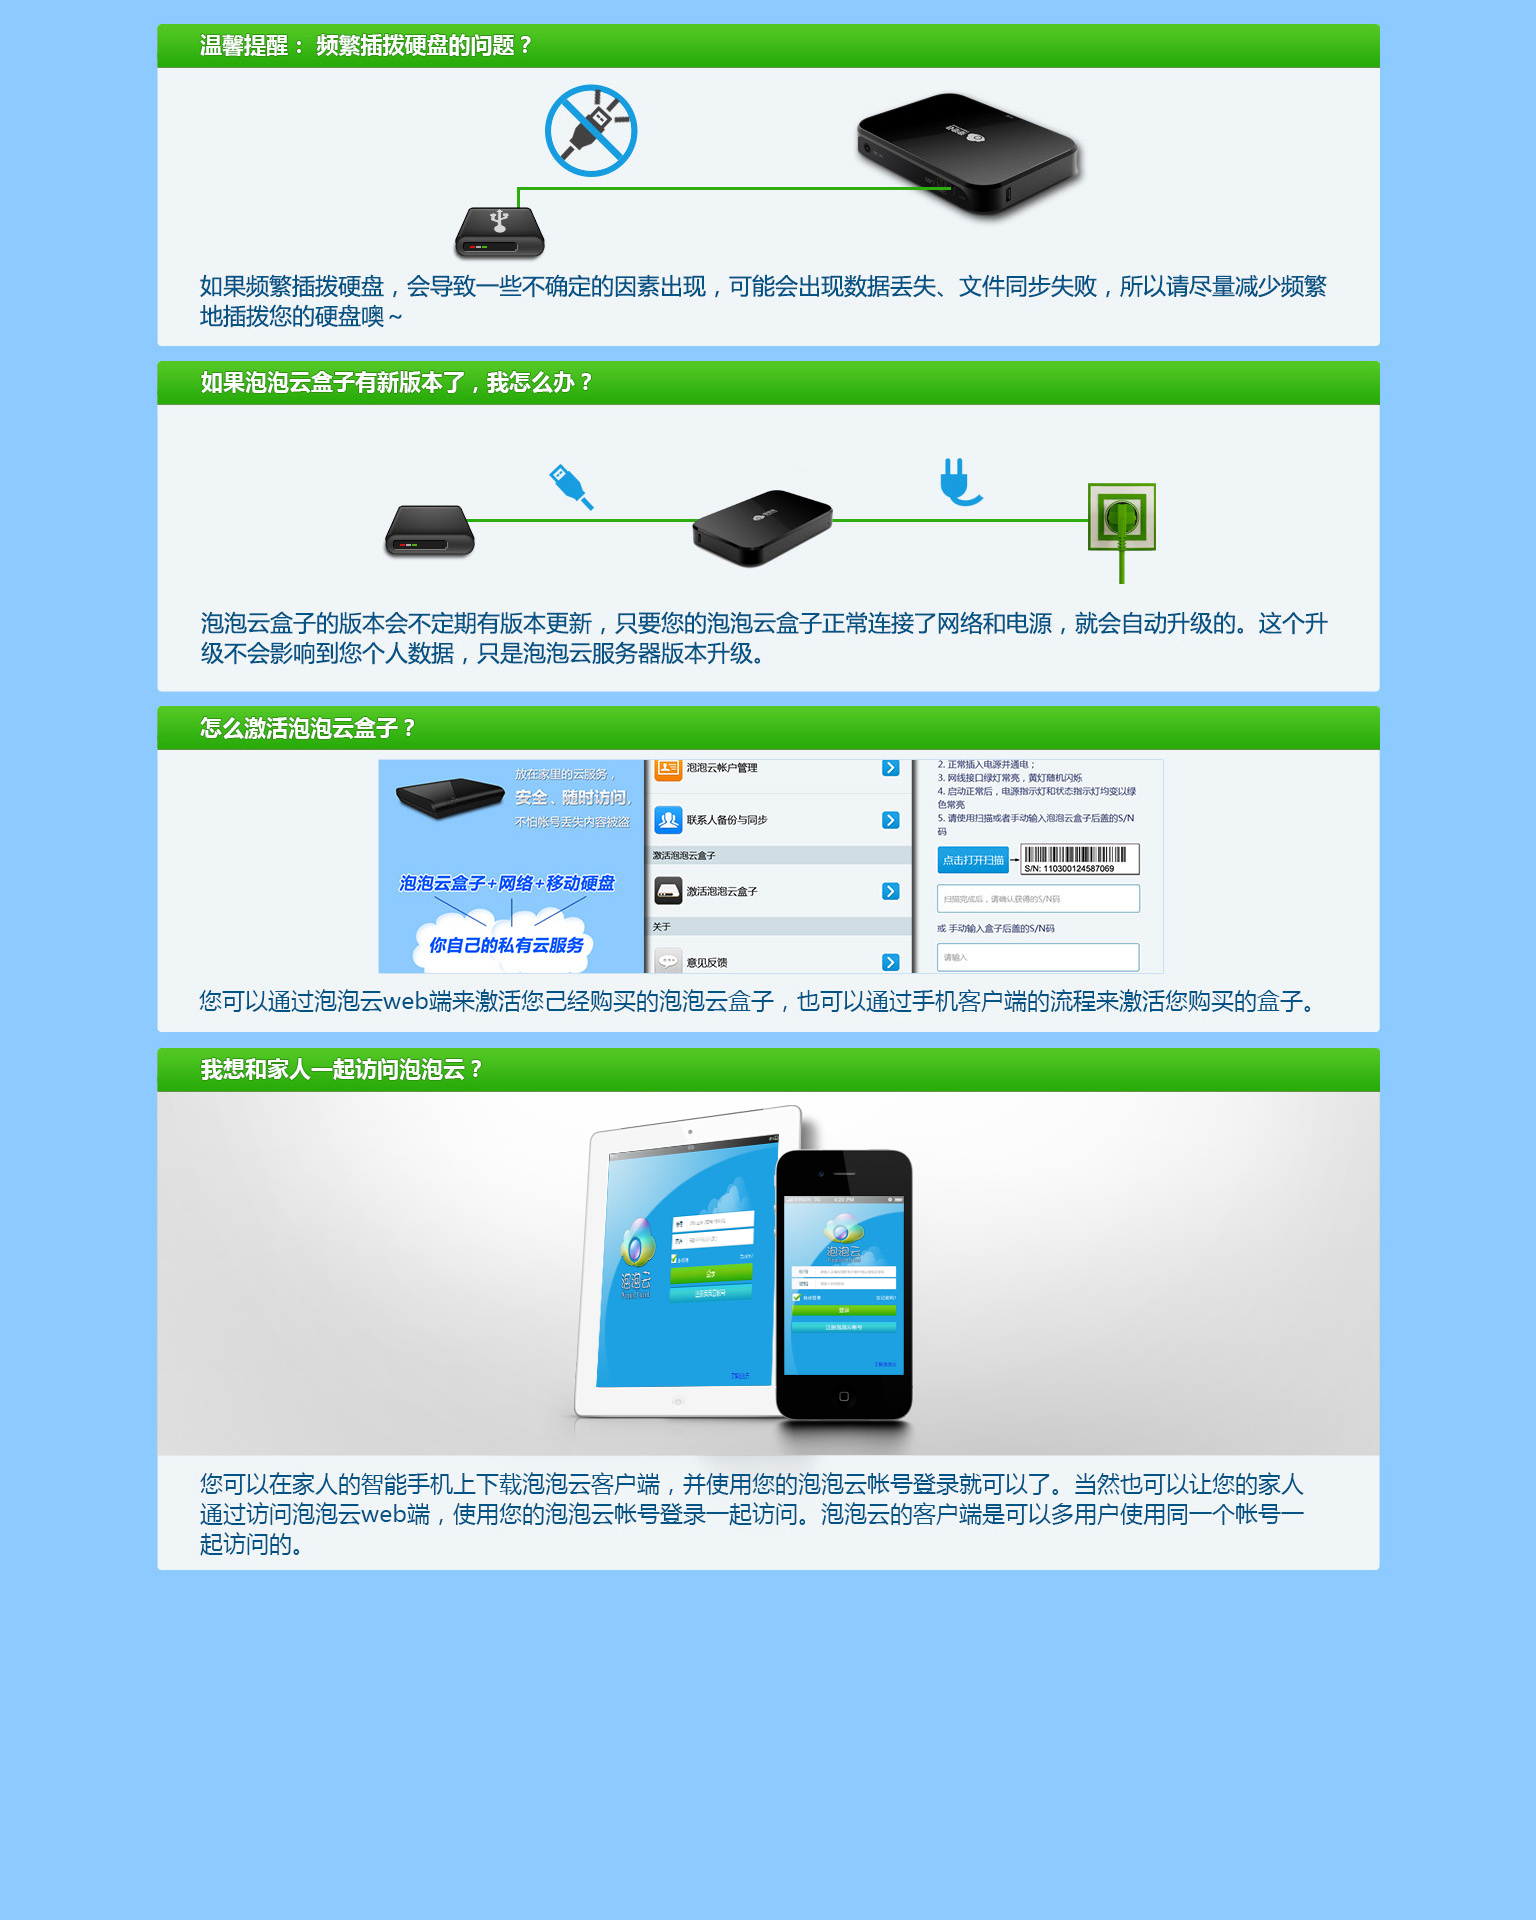 温馨提醒： 频繁插拨硬盘的问题？
如果频繁插拨硬盘，会导致一些不确定的因素出现，可能会出现数据丢失、文件同步失败，所以请尽量减少频繁
地插拨您的硬盘噢～
如果泡泡云盒子有新版本了，我怎么办？
泡泡云盒子的版本会不定期有版本更新，只要您的泡泡云盒子正常连接了网络和电源，就会自动升级的。这个升
级不会影响到您个人数据，只是泡泡云服务器版本升级。
怎么激活泡泡云盒子？
放在家里的云服务，
安全、随时访问，
不怕帐号丢失内容被盗
泡泡云盒子+网络+移动硬盘
你自己的私有云服务
泡泡云帐户管理
联系人备份与同步
激活泡泡云盒子
激活泡泡云盒子
关于
意见反馈
2. 正常插入电源并通电；
3. 网线接口绿灯常亮，黄灯随机闪烁
4. 启动正常后，电源指示灯和状态指示灯均变以绿
色常亮
5. 请使用扫描或者手动输入泡泡云盒子后盖的S/N
码
点击打开扫描
S/N: 110300124587069
扫描完成后，请确认获得的S/N码
或 手动输入盒子后盖的S/N码
请输入
您可以通过泡泡云web端来激活您己经购买的泡泡云盒子，也可以通过手机客户端的流程来激活您购买的盒子。
我想和家人一起访问泡泡云？
泡泡云
泡泡云
登录
您可以在家人的智能手机上下载泡泡云客户端，并使用您的泡泡云帐号登录就可以了。当然也可以让您的家人
通过访问泡泡云web端，使用您的泡泡云帐号登录一起访问。泡泡云的客户端是可以多用户使用同一个帐号一
起访问的。